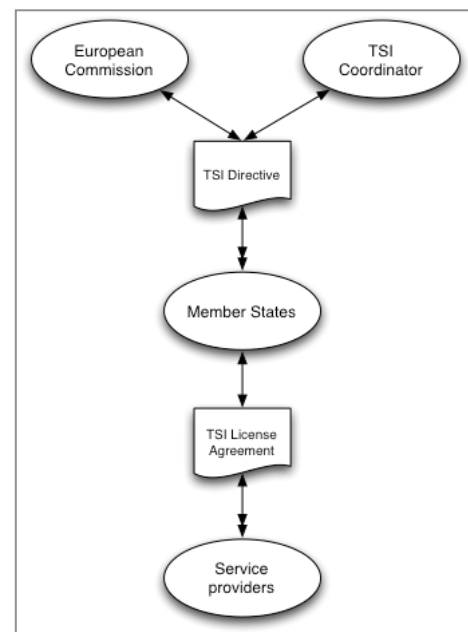 European
Commission
TSI
Coordinator
TSI Directive
Member States
TSI License
Agreement
Service
providers